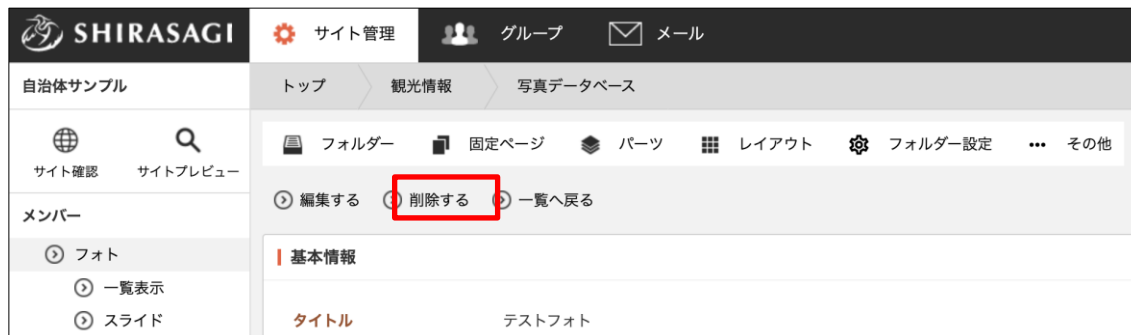 SHIRASAGI サイト管理 グループ メール
自治体サンプル トップ 観光情報 写真データベース
フォルダー 固定ページ パーツ レイアウト フォルダー設定 ••• その他
サイト確認 サイトプレビュー
編集する 削除する 一覧へ戻る
メンバー
フォト 基本情報
一覧表示
スライド タイトル テストフォト